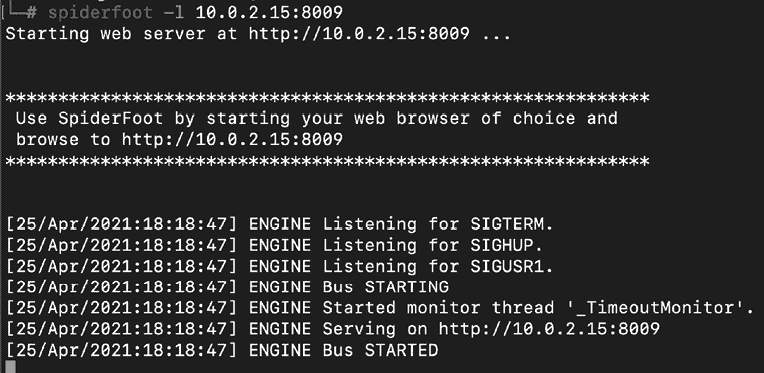 └─# spiderfoot -l 10.0.2.15:8009
Starting web server at http://10.0.2.15:8009 ...
*************************************************************
Use SpiderFoot by starting your web browser of choice and
browse to http://10.0.2.15:8009
*************************************************************
[25/Apr/2021:18:18:47] ENGINE Listening for SIGTERM.
[25/Apr/2021:18:18:47] ENGINE Listening for SIGHUP.
[25/Apr/2021:18:18:47] ENGINE Listening for SIGUSR1.
[25/Apr/2021:18:18:47] ENGINE Bus STARTING
[25/Apr/2021:18:18:47] ENGINE Started monitor thread '_TimeoutMonitor'.
[25/Apr/2021:18:18:47] ENGINE Serving on http://10.0.2.15:8009
[25/Apr/2021:18:18:47] ENGINE Bus STARTED